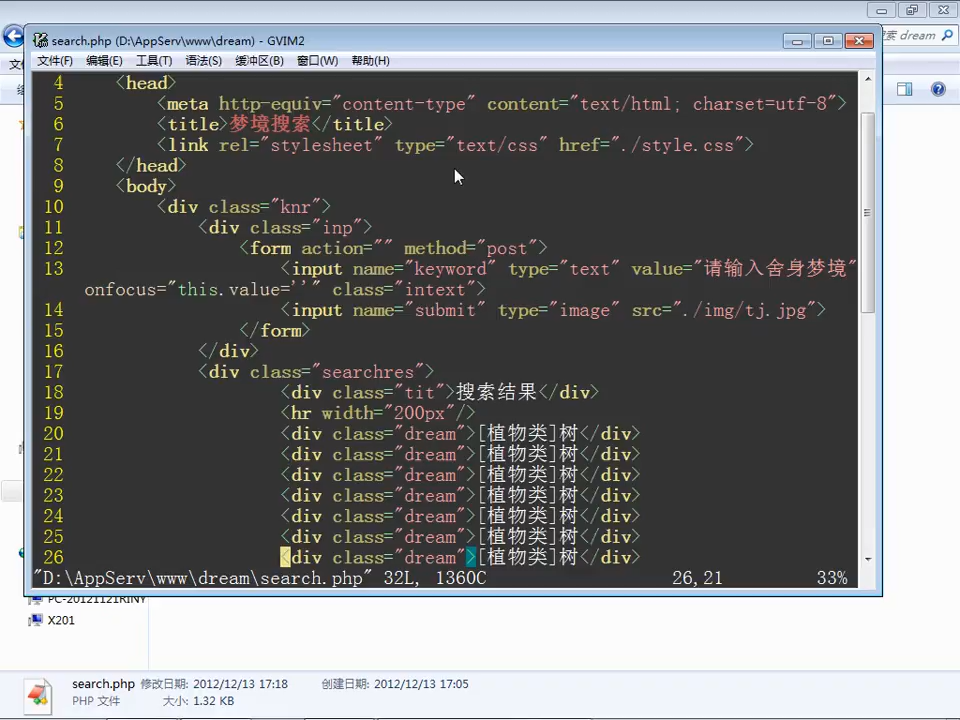 search.php (D:\AppServ\www\dream) - GVIM2
dream
文件(F) 编辑(E) 工具(T) 语法(S) 缓冲区(B) 窗口(W) 帮助(H)
4 <head>
5 <meta http-equiv="content-type" content="text/html; charset=utf-8">
6 <title>梦境搜索</title>
7 <link rel="stylesheet" type="text/css" href="./style.css">
8 </head>
9 <body>
10 <div class="knr">
11 <div class="inp">
12 <form action="" method="post">
13 <input name="keyword" type="text" value="请输入舍身梦境"
onfocus="this.value=''" class="intext">
14 <input name="submit" type="image" src="./img/tj.jpg">
15 </form>
16 </div>
17 <div class="searchres">
18 <div class="tit">搜索结果</div>
19 <hr width="200px"/>
20 <div class="dream">[植物类]树</div>
21 <div class="dream">[植物类]树</div>
22 <div class="dream">[植物类]树</div>
23 <div class="dream">[植物类]树</div>
24 <div class="dream">[植物类]树</div>
25 <div class="dream">[植物类]树</div>
26 <div class="dream">[植物类]树</div>
"D:\AppServ\www\dream\search.php" 32L, 1360C 26,21 33%
PC-20121121RINY
X201
search.php 修改日期: 2012/12/13 17:18 创建日期: 2012/12/13 17:05
PHP 文件 大小: 1.32 KB